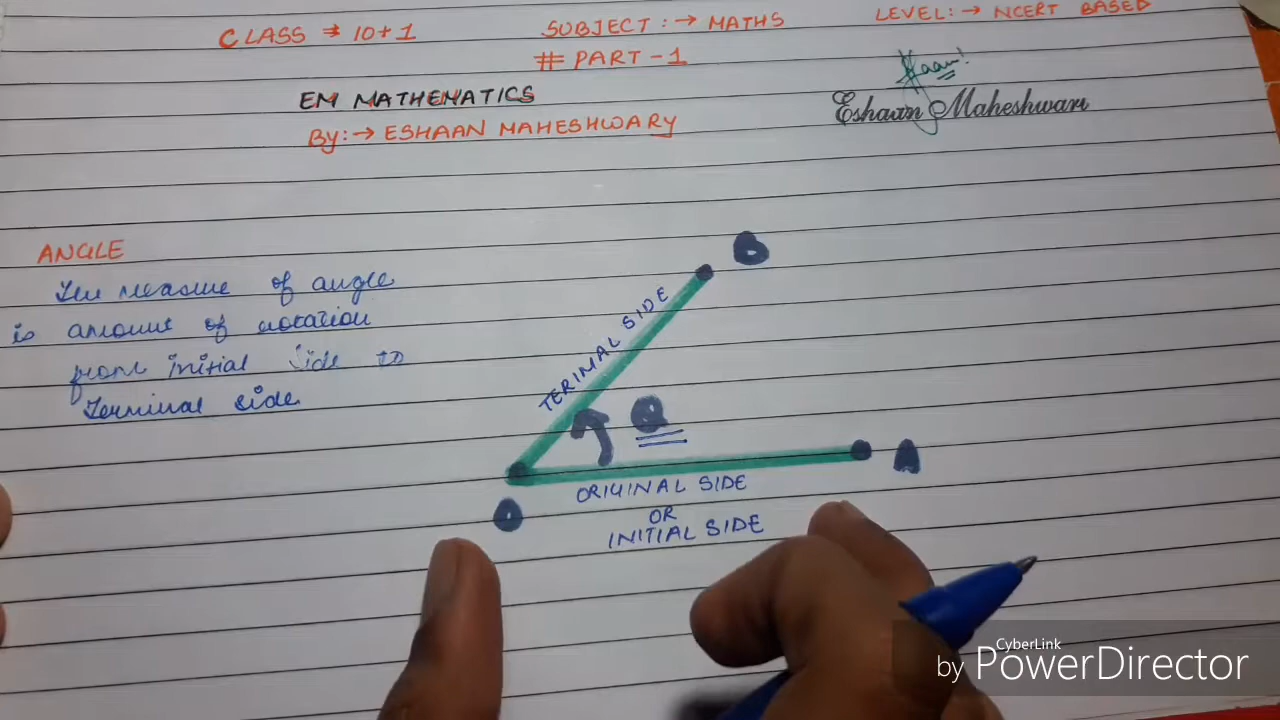 CLASS → 10+1
SUBJECT :→ MATHS
LEVEL: → NCERT BASED
# PART - 1
EM MATHEMATICS
Eshaan Maheshwari
By:→ ESHAAN MAHESHWARY
ANGLE
The measure of angle
is amount of rotation
from initial side to
Terminal side
B
TERIMAL SIDE
θ
A
ORIGINAL SIDE
O
OR
INITIAL SIDE
CyberLink
by PowerDirector